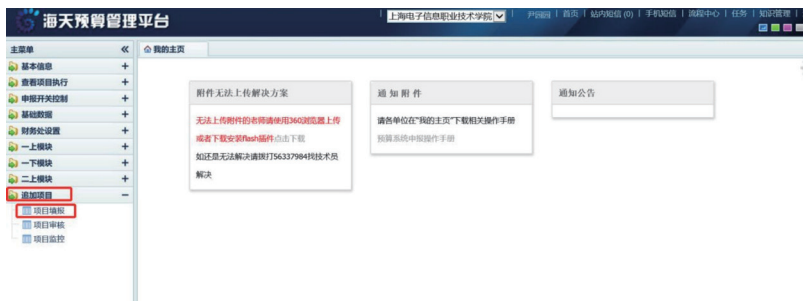 海天预算管理平台
上海电子信息职业技术学院
首页 | 站内短信 (0) | 手机短信 | 流程中心 | 任务 | 知识管理 |
主菜单
我的主页
基本信息
查看项目执行
申报开关控制
基础数据
财务处设置
一上模块
一下模块
二上模块
追加项目
项目填报
项目审核
项目监控
附件无法上传解决方案
无法上传附件的老师请使用360浏览器上传
或者下载安装flash插件点击下载
如还是无法解决请拨打56337984找技术员
解决
通知附件
请各单位在"我的主页"下载相关操作手册
预算系统申报操作手册
通知公告